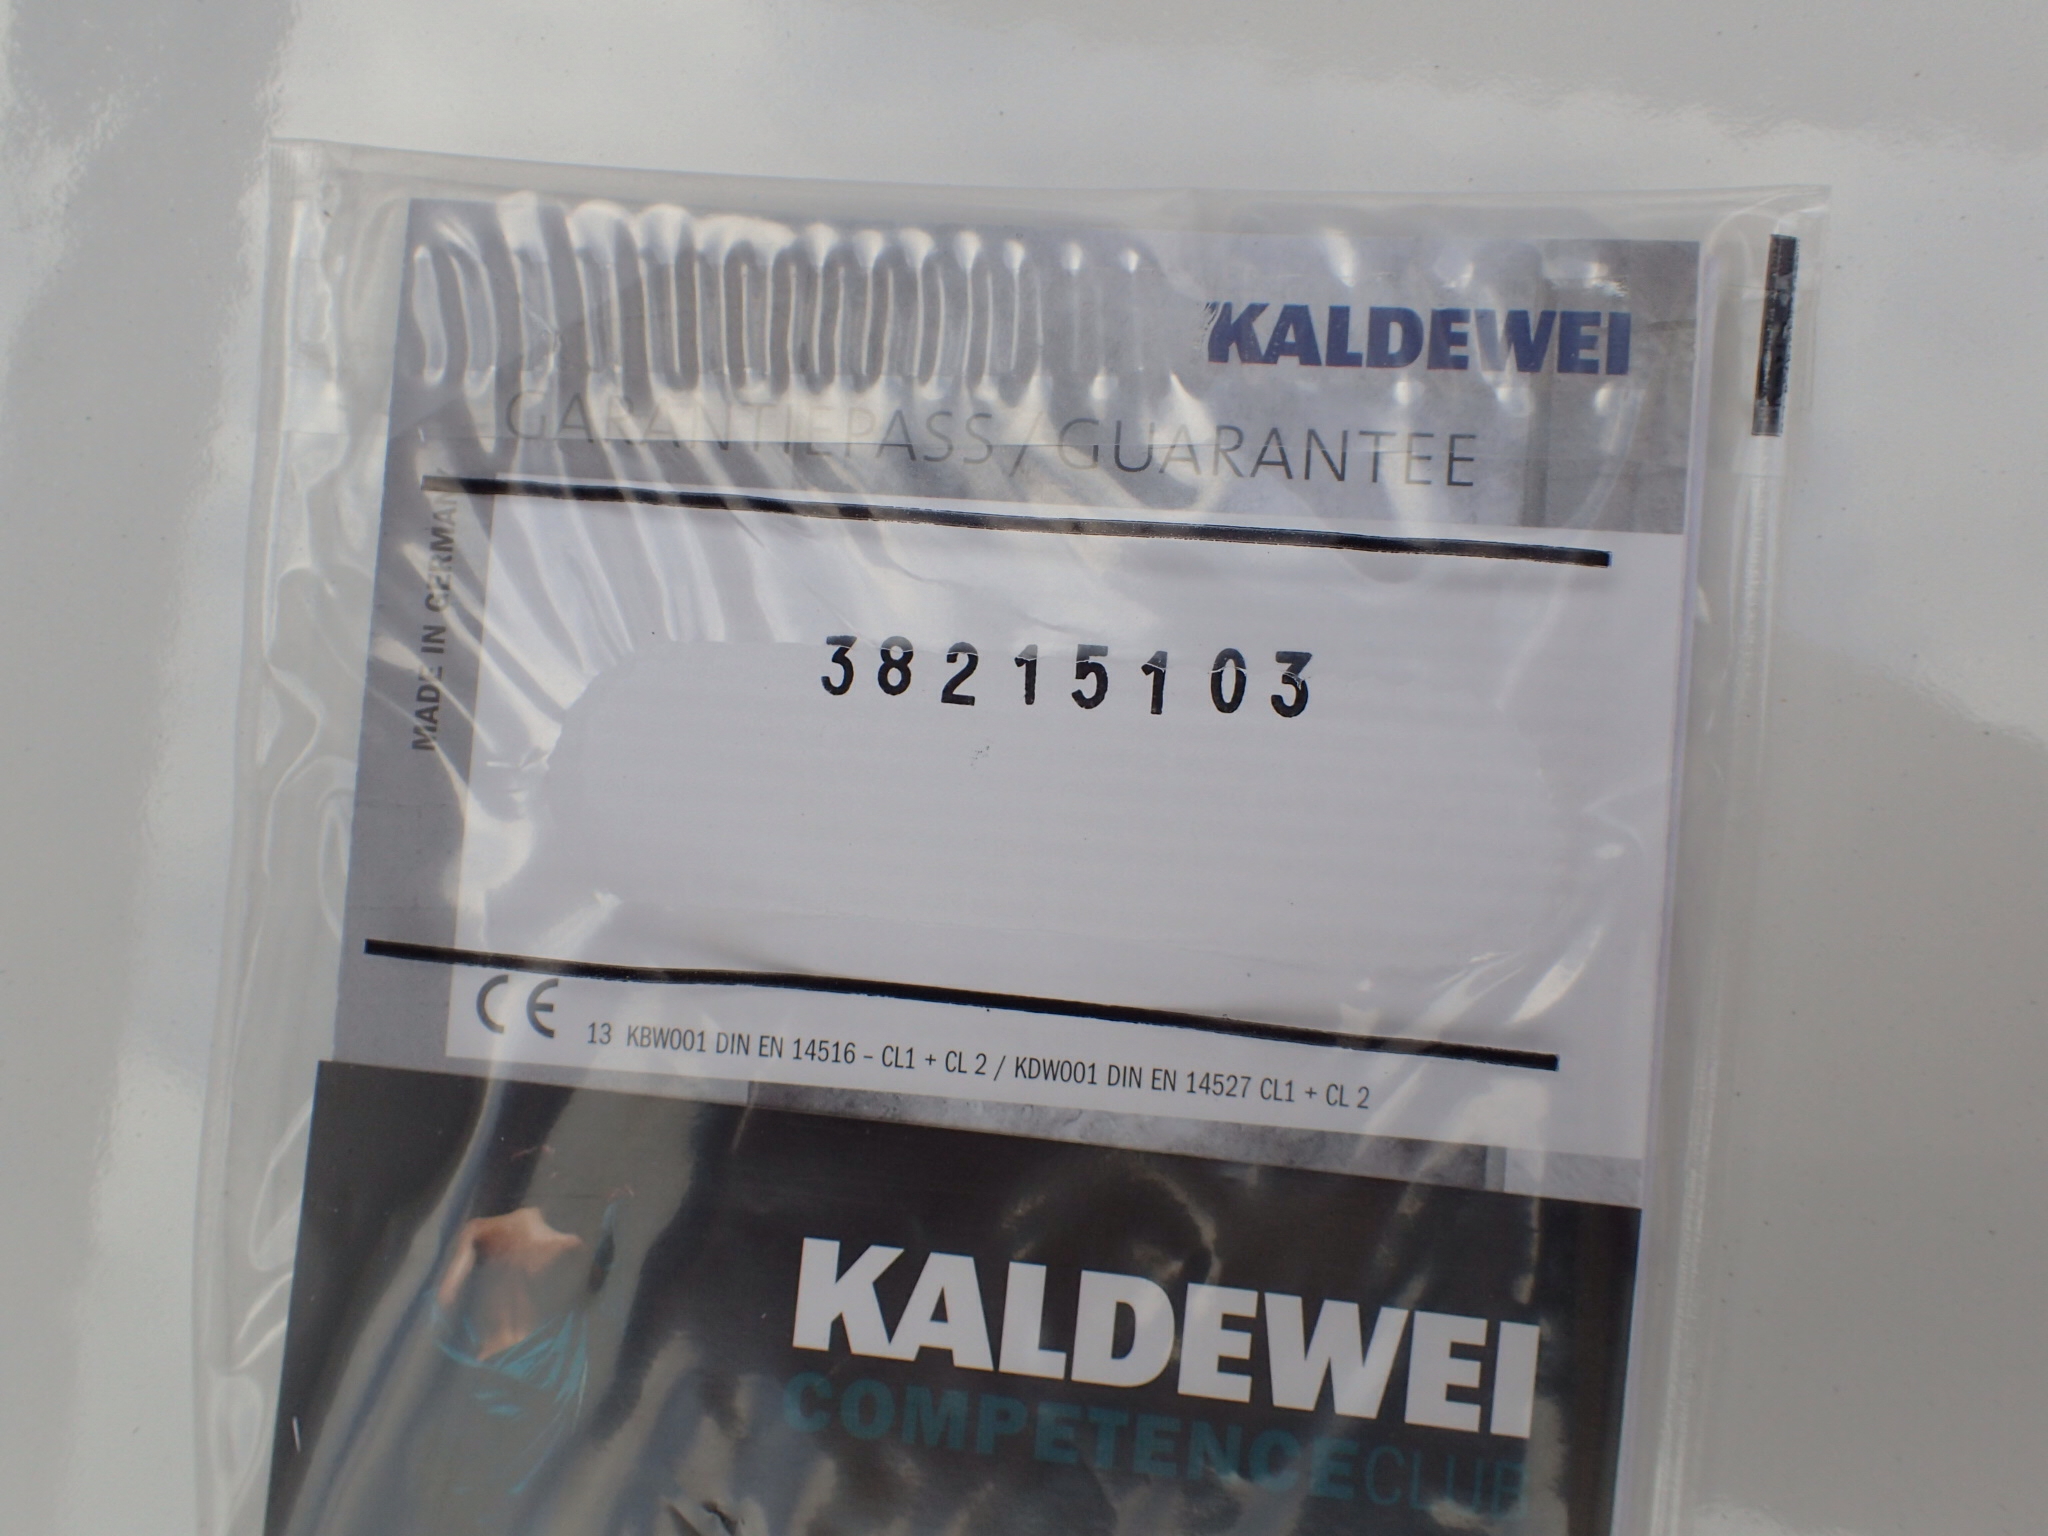 KALDEWEI
GARANTIEPASS / GUARANTEE
MADE IN GERMANY
38215103
CE
13 KBW001 DIN EN 14516 – CL1 + CL 2 / KDW001 DIN EN 14527 CL1 + CL 2
KALDEWEI
COMPETENCECLUB